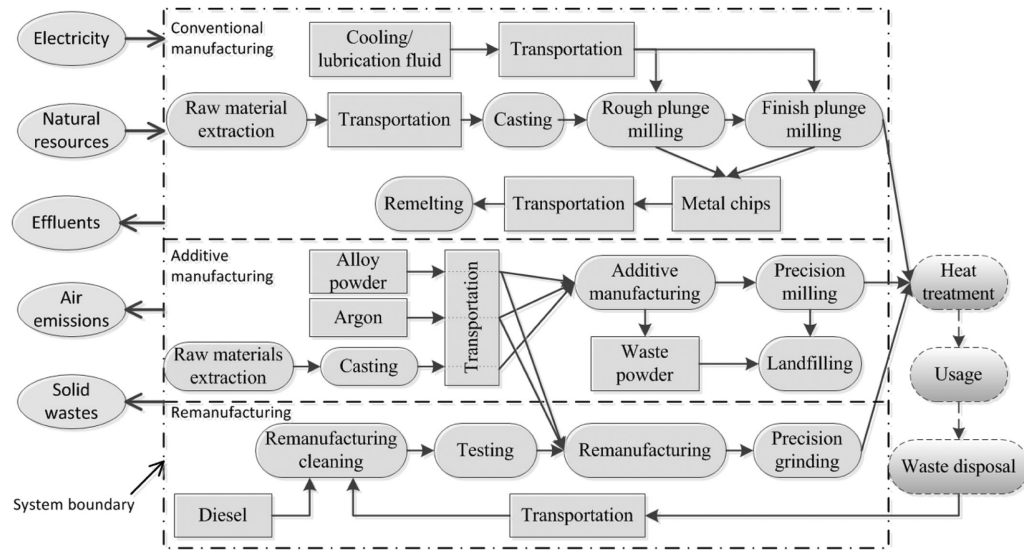 Electricity
Natural
resources
Effluents
Air
emissions
Solid
wastes
System boundary
Conventional
manufacturing
Cooling/
lubrication fluid
Transportation
Raw material
extraction
Transportation
Casting
Rough plunge
milling
Finish plunge
milling
Remelting
Transportation
Metal chips
Additive
manufacturing
Alloy
powder
Argon
Raw materials
extraction
Casting
Transportation
Additive
manufacturing
Precision
milling
Waste
powder
Landfilling
Remanufacturing
Remanufacturing
cleaning
Testing
Remanufacturing
Precision
grinding
Diesel
Transportation
Heat
treatment
Usage
Waste disposal